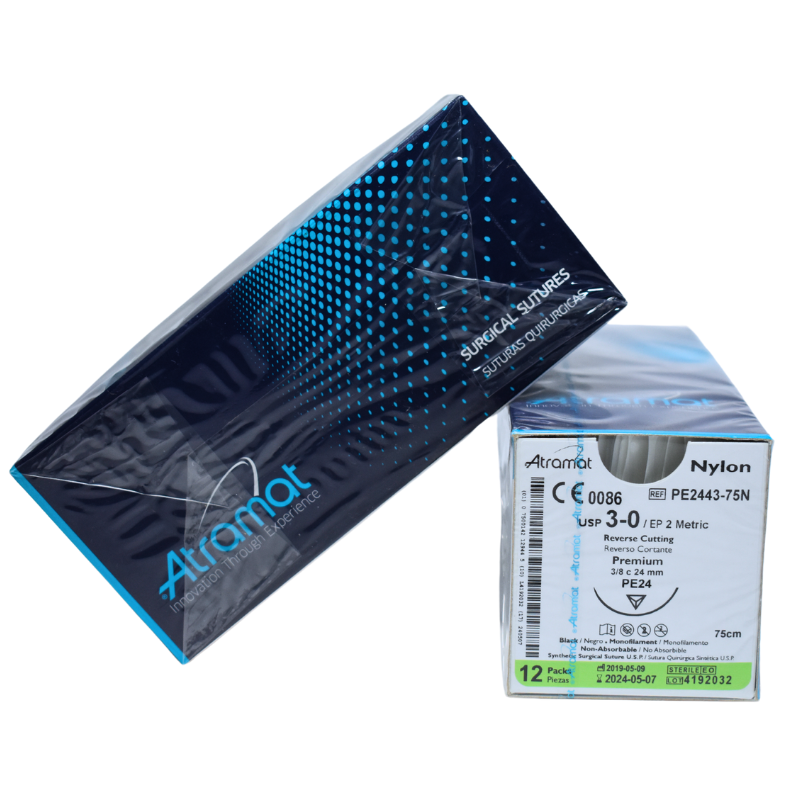 SURGICAL SUTURES
SUTURAS QUIRURGICAS
Atramat
Innovation Through Experience
Atramat
Atramat
Nylon
CE 0086
REF PE2443-75N
USP 3-0 / EP 2 Metric
Reverse Cutting
Reverso Cortante
Premium
3/8 c 24 mm
PE24
75cm
Black / Negro • Monofilament / Monofilamento
Non-Absorbable / No Absorbible
Synthetic Surgical Suture U.S.P. / Sutura Quirurgica Sintética U.S.P.
12 Packs
Piezas
2019-05-09
2024-05-07
STERILE EO
LOT 4192032